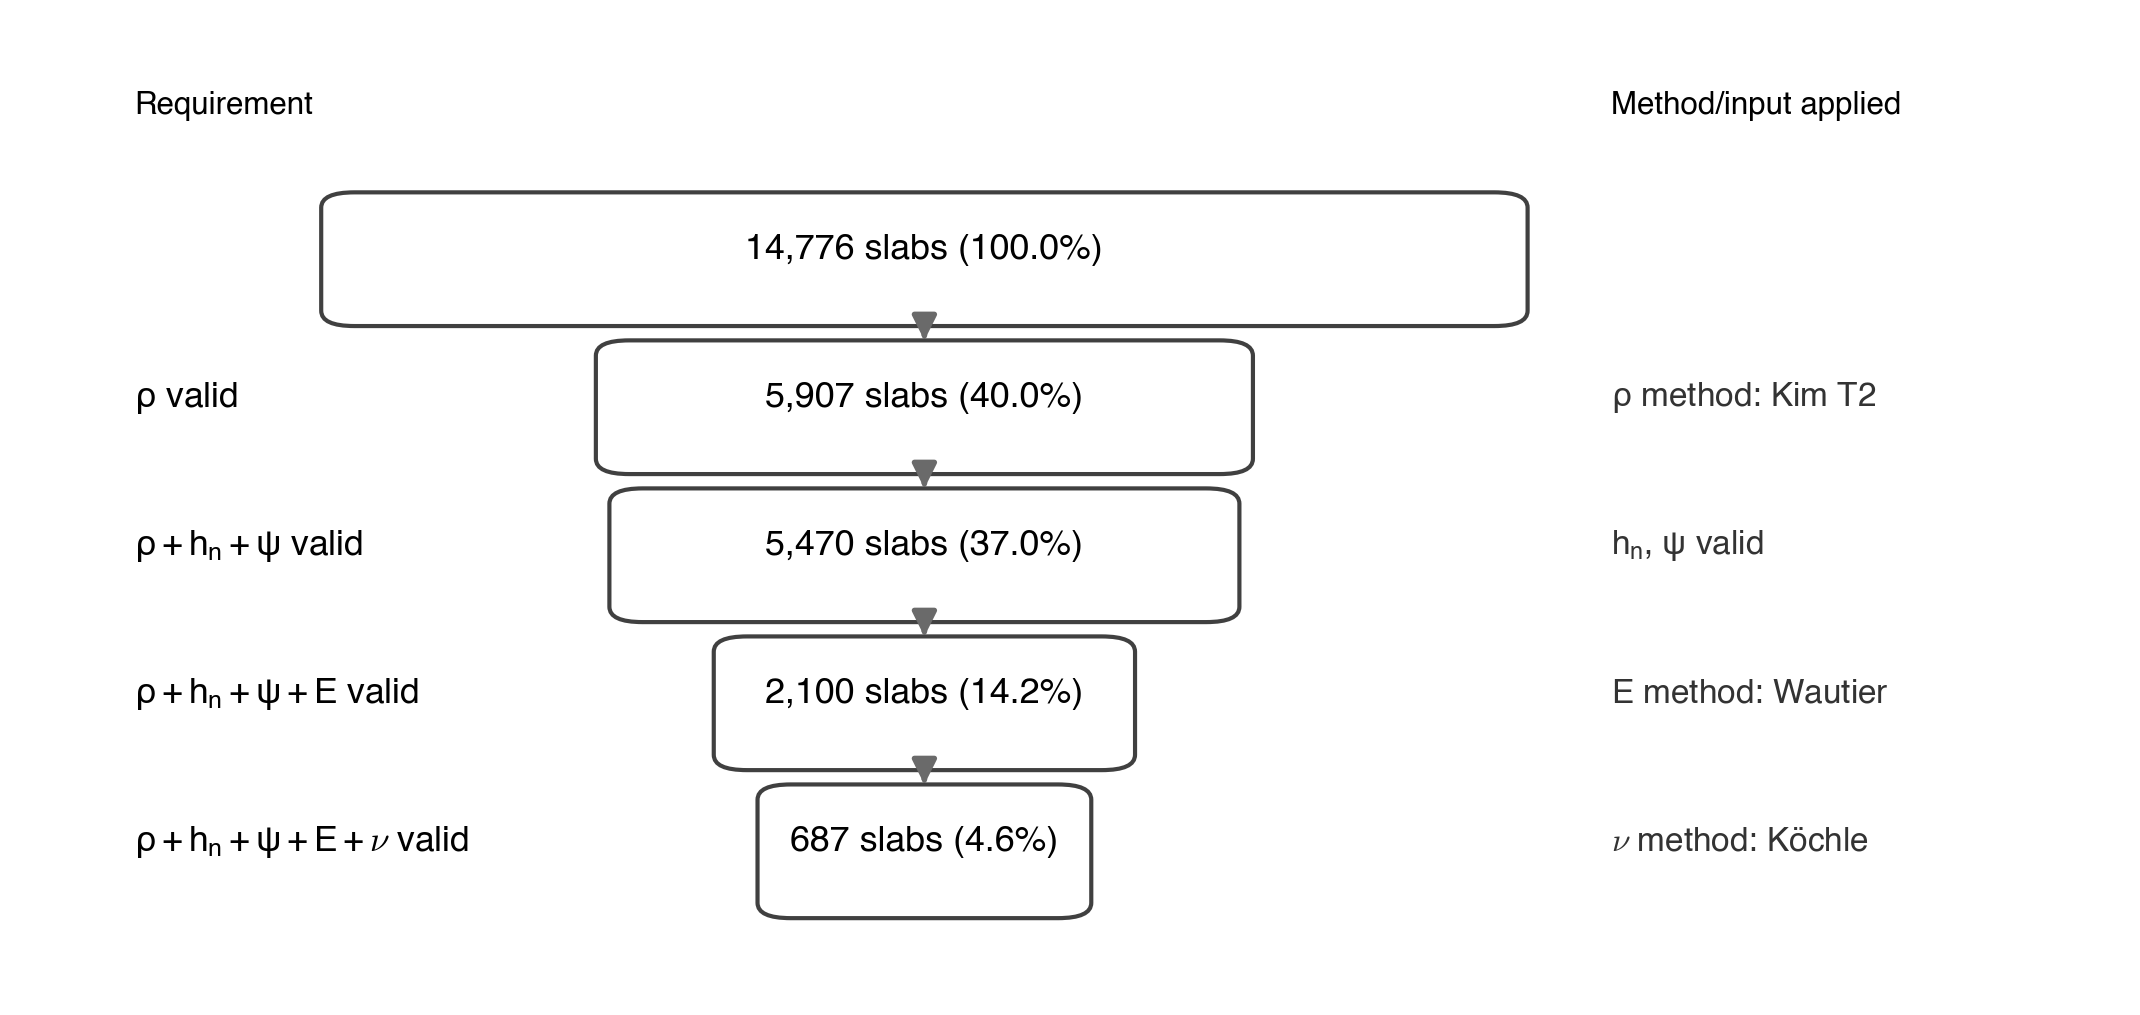 Requirement Method/input applied
14,776 slabs (100.0%)
ρ valid 5,907 slabs (40.0%) ρ method: Kim T2
ρ + hₙ + ψ valid 5,470 slabs (37.0%) hₙ, ψ valid
ρ + hₙ + ψ + E valid 2,100 slabs (14.2%) E method: Wautier
ρ + hₙ + ψ + E + ν valid 687 slabs (4.6%) ν method: Köchle